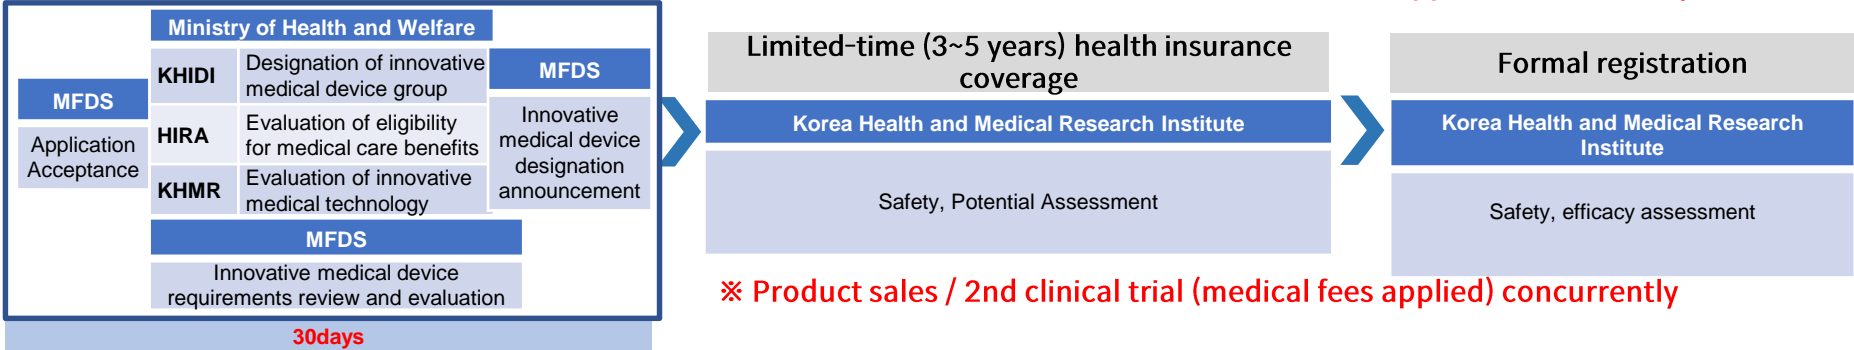 MFDS
Application
Acceptance
Ministry of Health and Welfare
KHIDI
Designation of innovative
medical device group
HIRA
Evaluation of eligibility
for medical care benefits
KHMR
Evaluation of innovative
medical technology
MFDS
Innovative medical device
requirements review and evaluation
MFDS
Innovative
medical device
designation
announcement
30days
Limited-time (3~5 years) health insurance
coverage
Korea Health and Medical Research Institute
Safety, Potential Assessment
Formal registration
Korea Health and Medical Research
Institute
Safety, efficacy assessment
※ Product sales / 2nd clinical trial (medical fees applied) concurrently